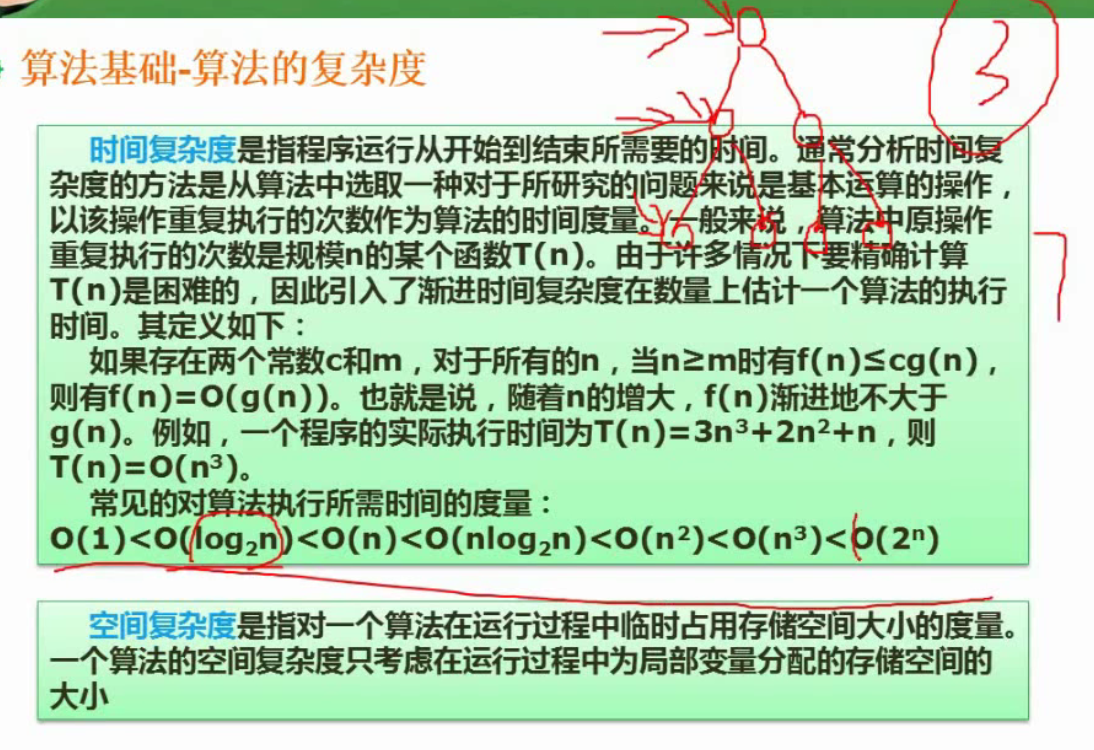 算法基础-算法的复杂度
3
时间复杂度是指程序运行从开始到结束所需要的时间。通常分析时间复
杂度的方法是从算法中选取一种对于所研究的问题来说是基本运算的操作，
以该操作重复执行的次数作为算法的时间度量。一般来说，算法中原操作
重复执行的次数是规模n的某个函数T(n)。由于许多情况下要精确计算
T(n)是困难的，因此引入了渐进时间复杂度在数量上估计一个算法的执行
时间。其定义如下：
如果存在两个常数c和m，对于所有的n，当n≥m时有f(n)≤cg(n)，
则有f(n)=O(g(n))。也就是说，随着n的增大，f(n)渐进地不大于
g(n)。例如，一个程序的实际执行时间为T(n)=3n³+2n²+n，则
T(n)=O(n³)。
常见的对算法执行所需时间的度量：
O(1)<O(log₂n)<O(n)<O(nlog₂n)<O(n²)<O(n³)<O(2ⁿ)
7
空间复杂度是指对一个算法在运行过程中临时占用存储空间大小的度量。
一个算法的空间复杂度只考虑在运行过程中为局部变量分配的存储空间的
大小